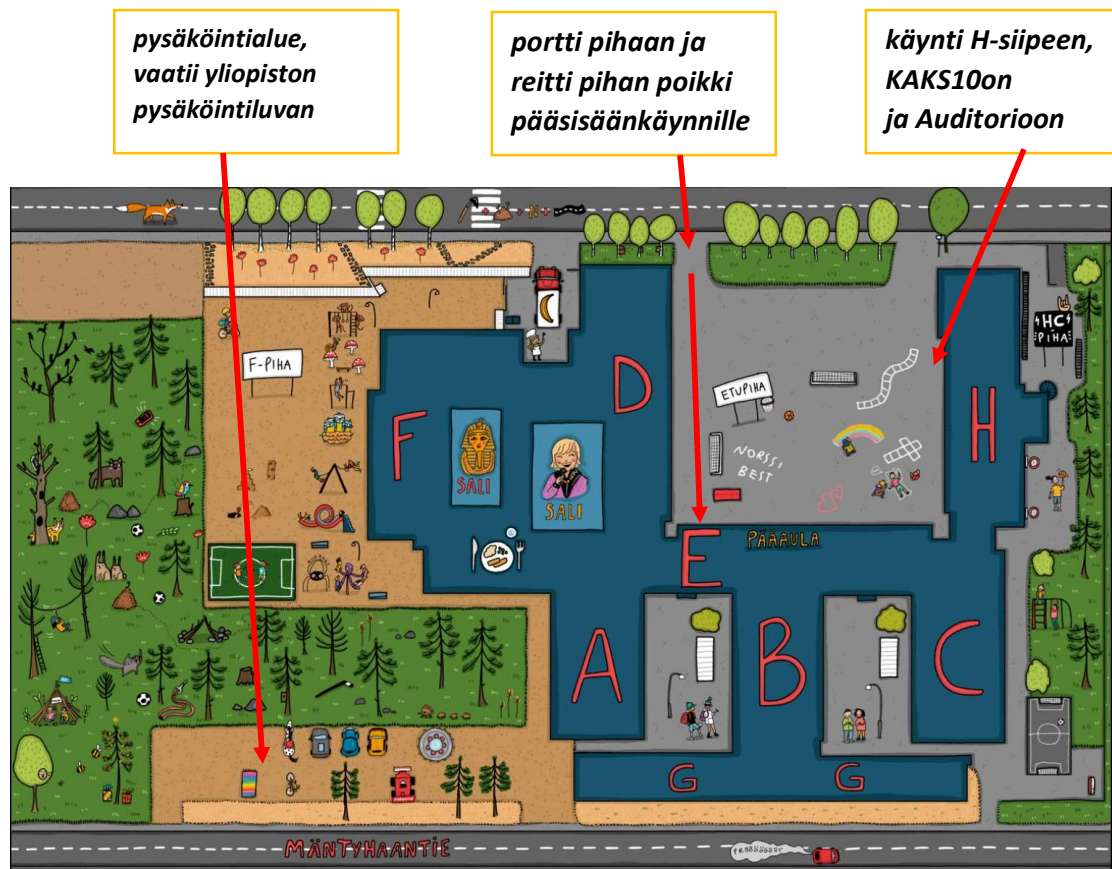 pysäköintialue,
vaatii yliopiston
pysäköintiluvan
portti pihaan ja
reitti pihan poikki
pääsisäänkäynnille
käynti H-siipeen,
KAKS10on
ja Auditorioon
+ N +
HC
PIHA
F-PIHA
D
ETUPIHA
H
F
SALI
SALI
NORSSI
BEST
E
PÄÄAULA
A
B
C
G
G
MÄNTYHAANTIE